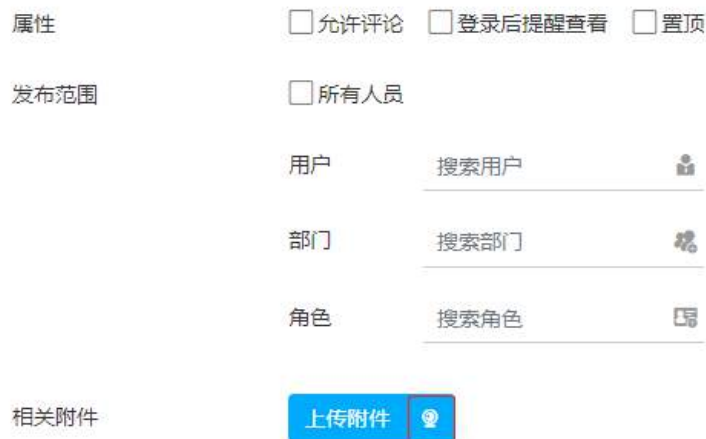 属性 允许评论 登录后提醒查看 置顶
发布范围 所有人员
用户 搜索用户
部门 搜索部门
角色 搜索角色
相关附件 上传附件